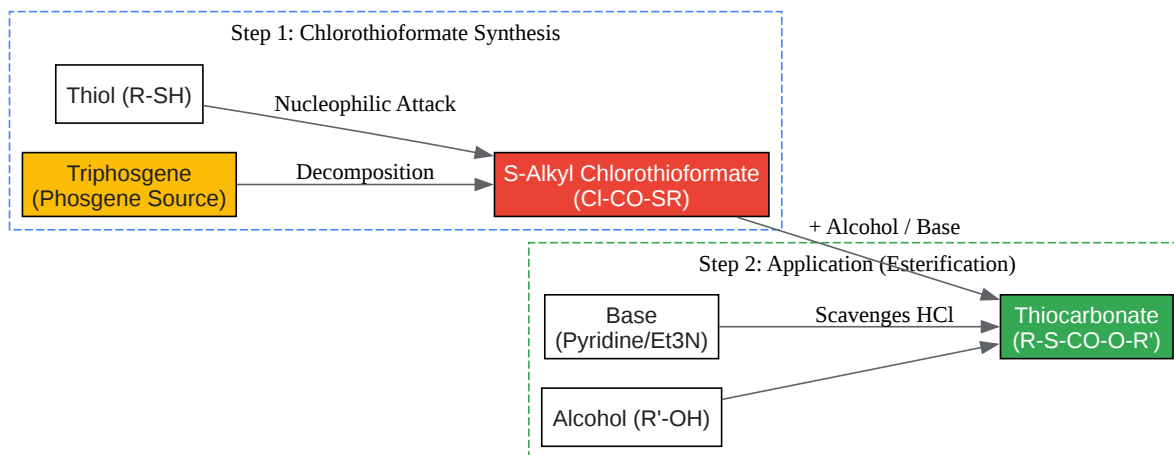 Step 1: Chlorothioformate Synthesis
Thiol (R-SH)
Nucleophilic Attack
Triphosgene
(Phosgene Source)
Decomposition
S-Alkyl Chlorothioformate
(Cl-CO-SR)
+ Alcohol / Base
Step 2: Application (Esterification)
Base
(Pyridine/Et3N)
Scavenges HCl
Thiocarbonate
(R-S-CO-O-R')
Alcohol (R'-OH)